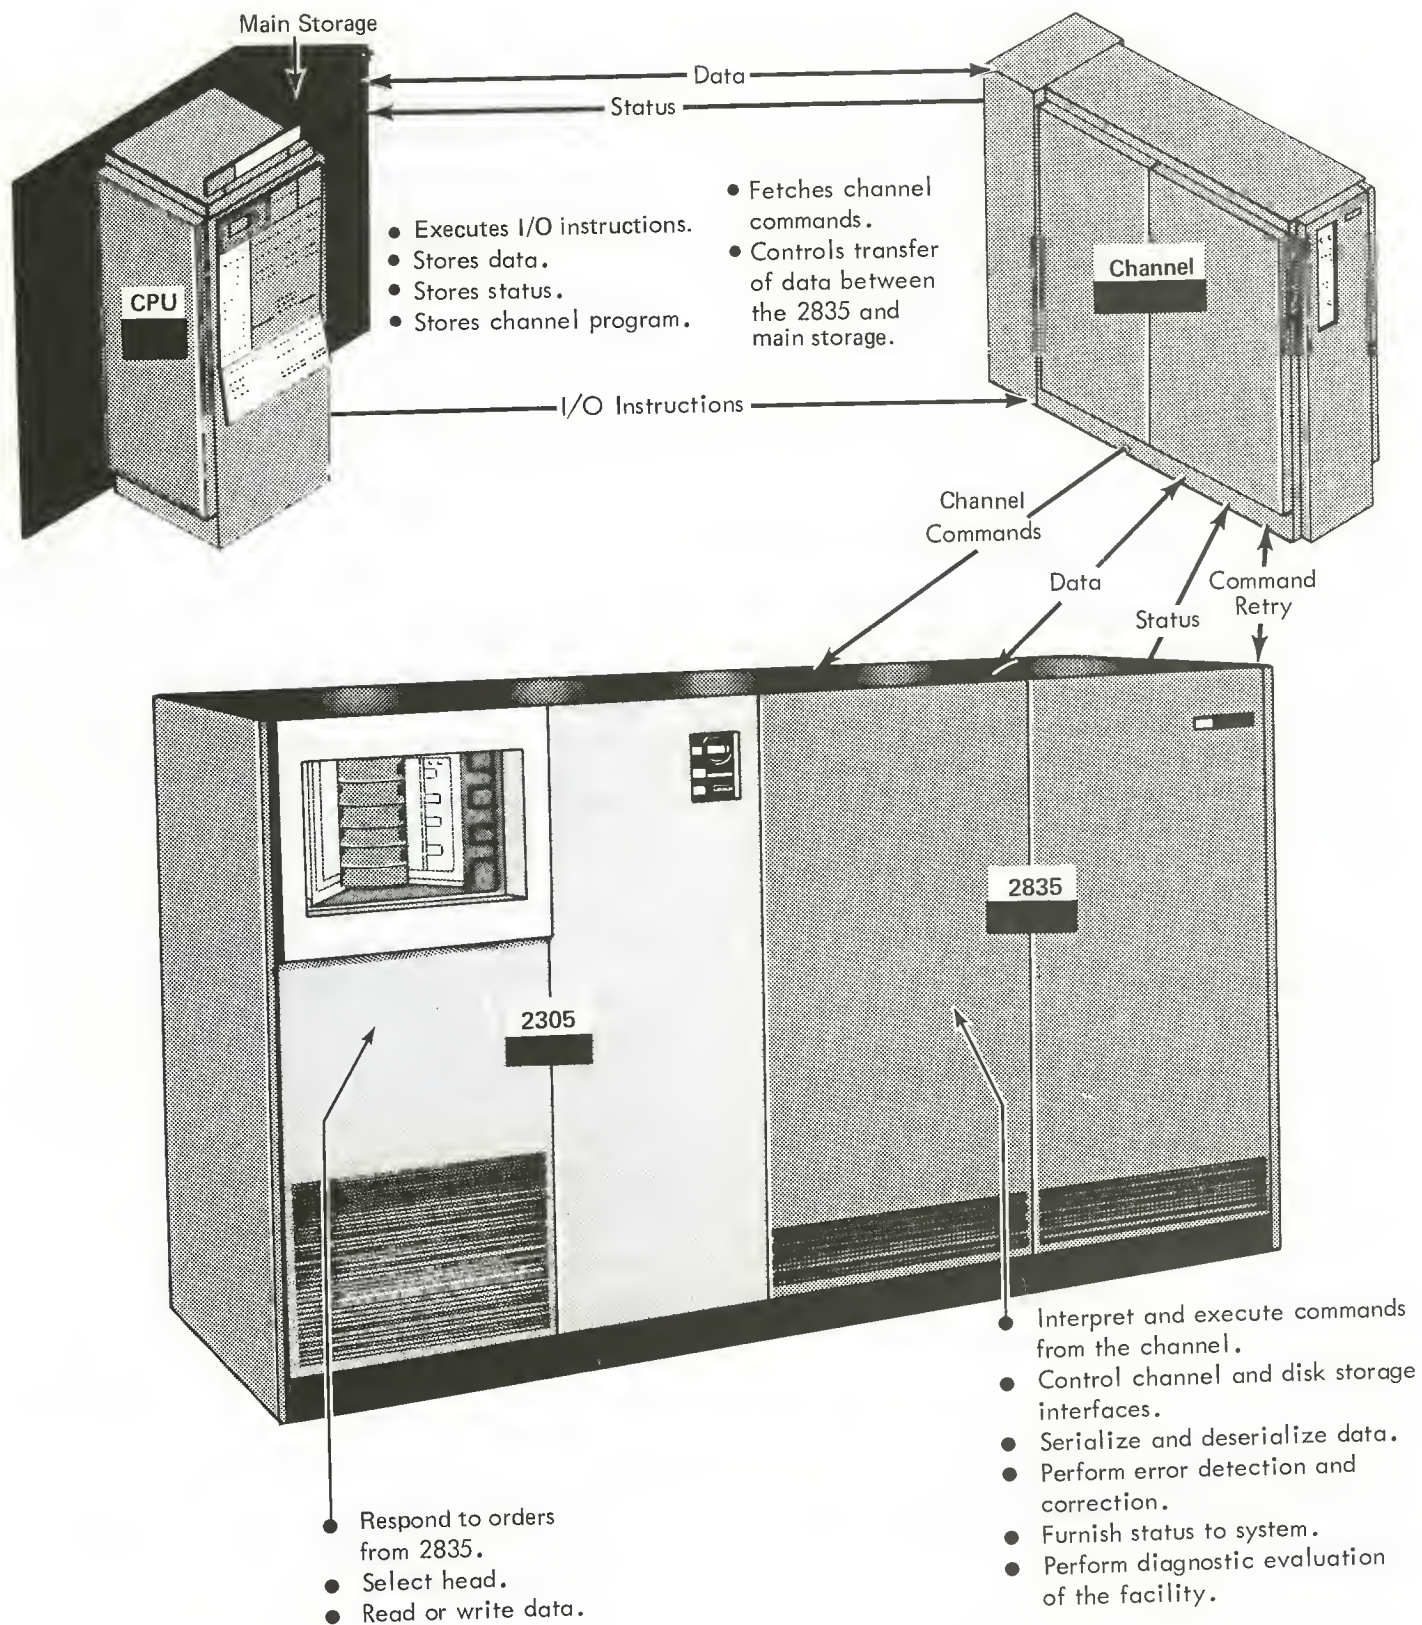 Main Storage
Data
Status
● Executes I/O instructions.
● Stores data.
● Stores status.
● Stores channel program.
● Fetches channel
commands.
● Controls transfer
of data between
the 2835 and
main storage.
CPU
Channel
I/O Instructions
Channel
Commands
Data
Status
Command
Retry
2835
2305
● Interpret and execute commands
from the channel.
● Control channel and disk storage
interfaces.
● Serialize and deserialize data.
● Perform error detection and
correction.
● Furnish status to system.
● Perform diagnostic evaluation
of the facility.
● Respond to orders
from 2835.
● Select head.
● Read or write data.